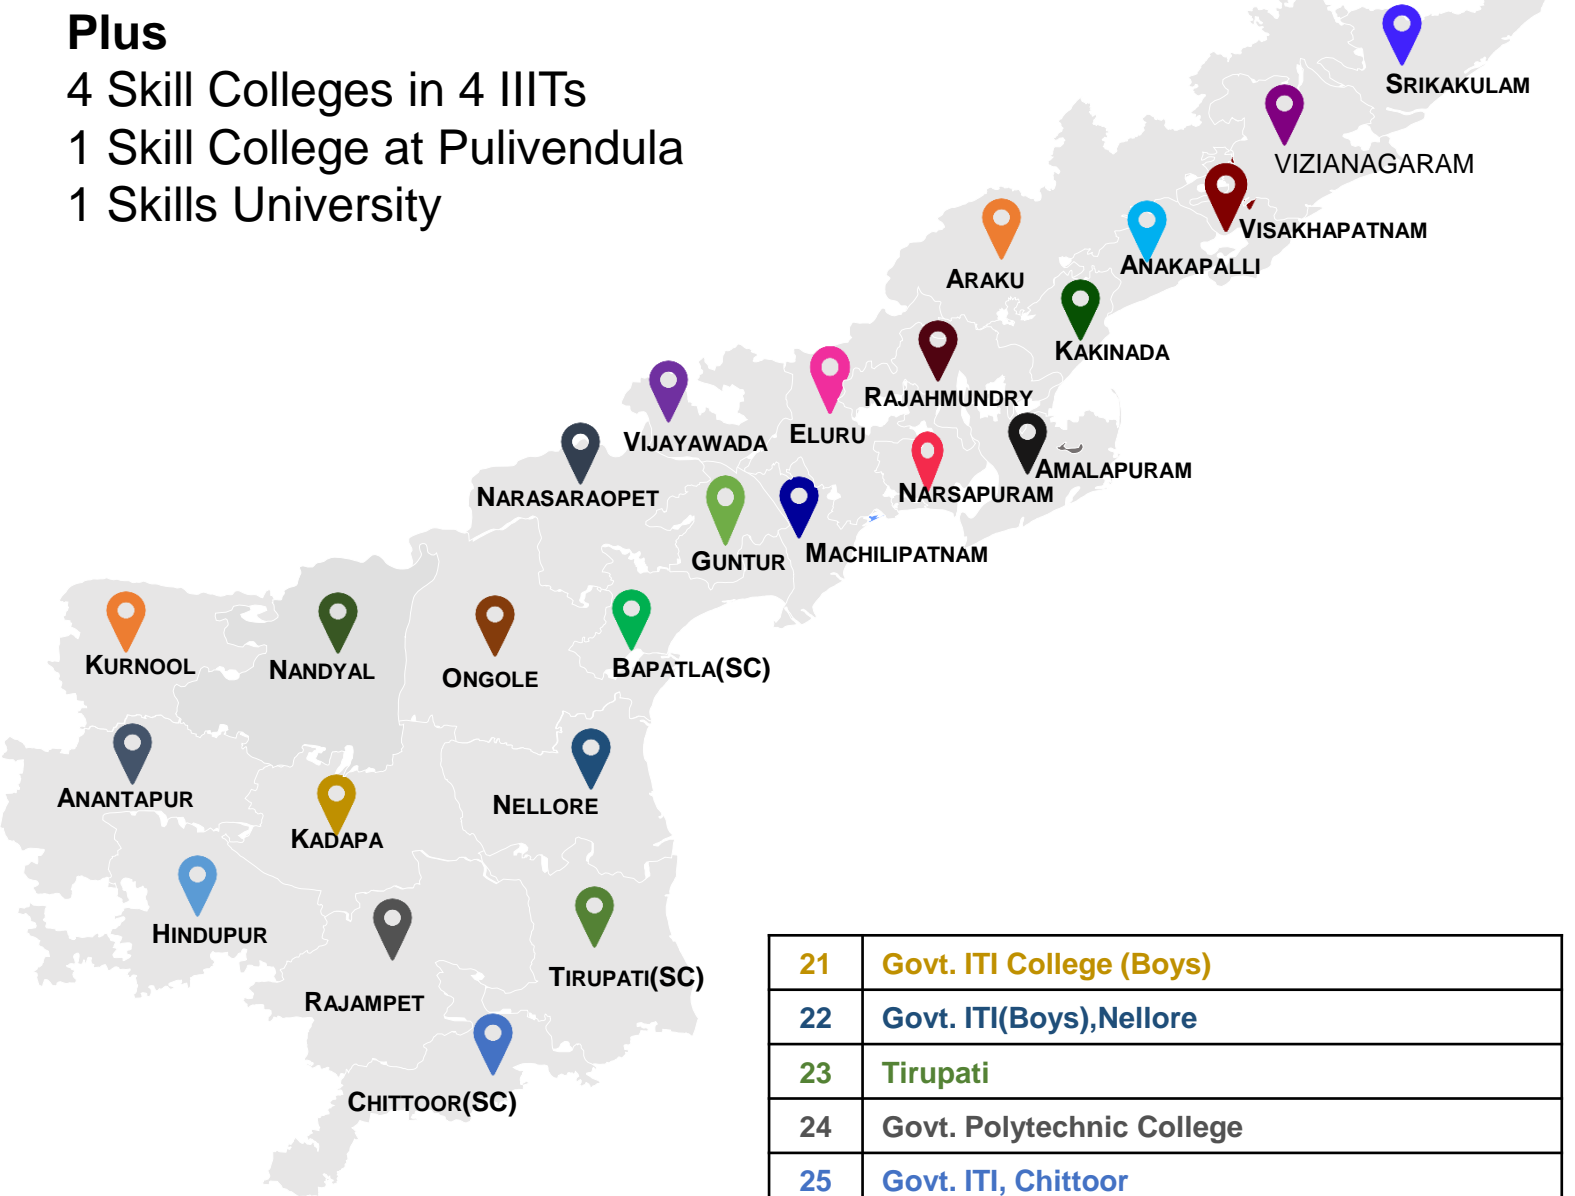 Plus
4 Skill Colleges in 4 IIITs
1 Skill College at Pulivendula
1 Skills University
SRIKAKULAM
VIZIANAGARAM
VISAKHAPATNAM
ANAKAPALLI
ARAKU
KAKINADA
RAJAHMUNDRY
ELURU
VIJAYAWADA
AMALAPURAM
NARSAPURAM
NARASARAOPET
MACHILIPATNAM
GUNTUR
KURNOOL
NANDYAL
ONGOLE
BAPATLA(SC)
ANANTAPUR
NELLORE
KADAPA
HINDUPUR
TIRUPATI(SC)
RAJAMPET
CHITTOOR(SC)
21 Govt. ITI College (Boys)
22 Govt. ITI(Boys),Nellore
23 Tirupati
24 Govt. Polytechnic College
25 Govt. ITI, Chittoor